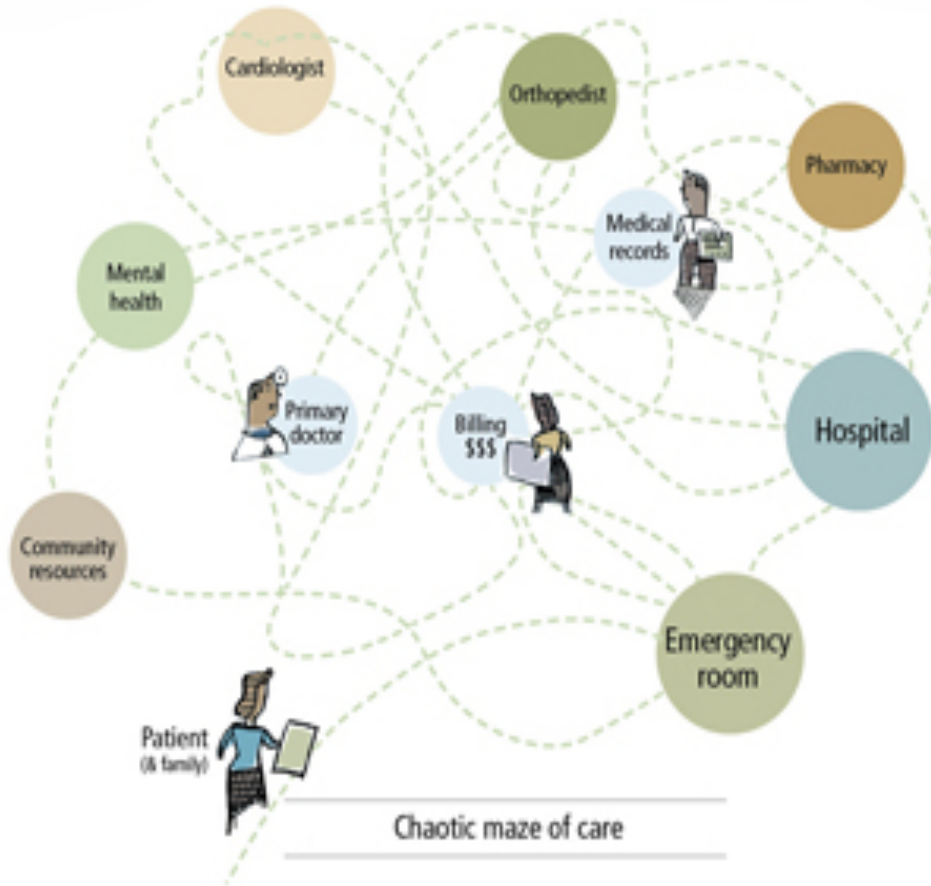 Cardiologist
Orthopedist
Pharmacy
Medical
records
Mental
health
Primary
doctor
Billing
$$$
Hospital
Community
resources
Emergency
room
Patient
(& family)
Chaotic maze of care